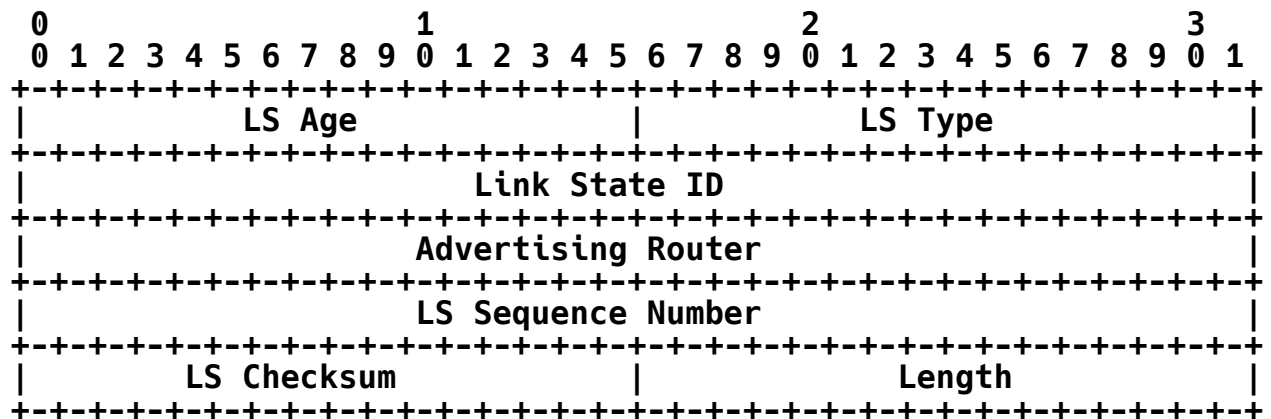 0                   1                   2                   3
 0 1 2 3 4 5 6 7 8 9 0 1 2 3 4 5 6 7 8 9 0 1 2 3 4 5 6 7 8 9 0 1
+-+-+-+-+-+-+-+-+-+-+-+-+-+-+-+-+-+-+-+-+-+-+-+-+-+-+-+-+-+-+-+-+
|           LS Age              |           LS Type             |
+-+-+-+-+-+-+-+-+-+-+-+-+-+-+-+-+-+-+-+-+-+-+-+-+-+-+-+-+-+-+-+-+
|                       Link State ID                           |
+-+-+-+-+-+-+-+-+-+-+-+-+-+-+-+-+-+-+-+-+-+-+-+-+-+-+-+-+-+-+-+-+
|                    Advertising Router                         |
+-+-+-+-+-+-+-+-+-+-+-+-+-+-+-+-+-+-+-+-+-+-+-+-+-+-+-+-+-+-+-+-+
|                    LS Sequence Number                         |
+-+-+-+-+-+-+-+-+-+-+-+-+-+-+-+-+-+-+-+-+-+-+-+-+-+-+-+-+-+-+-+-+
|        LS Checksum            |             Length            |
+-+-+-+-+-+-+-+-+-+-+-+-+-+-+-+-+-+-+-+-+-+-+-+-+-+-+-+-+-+-+-+-+